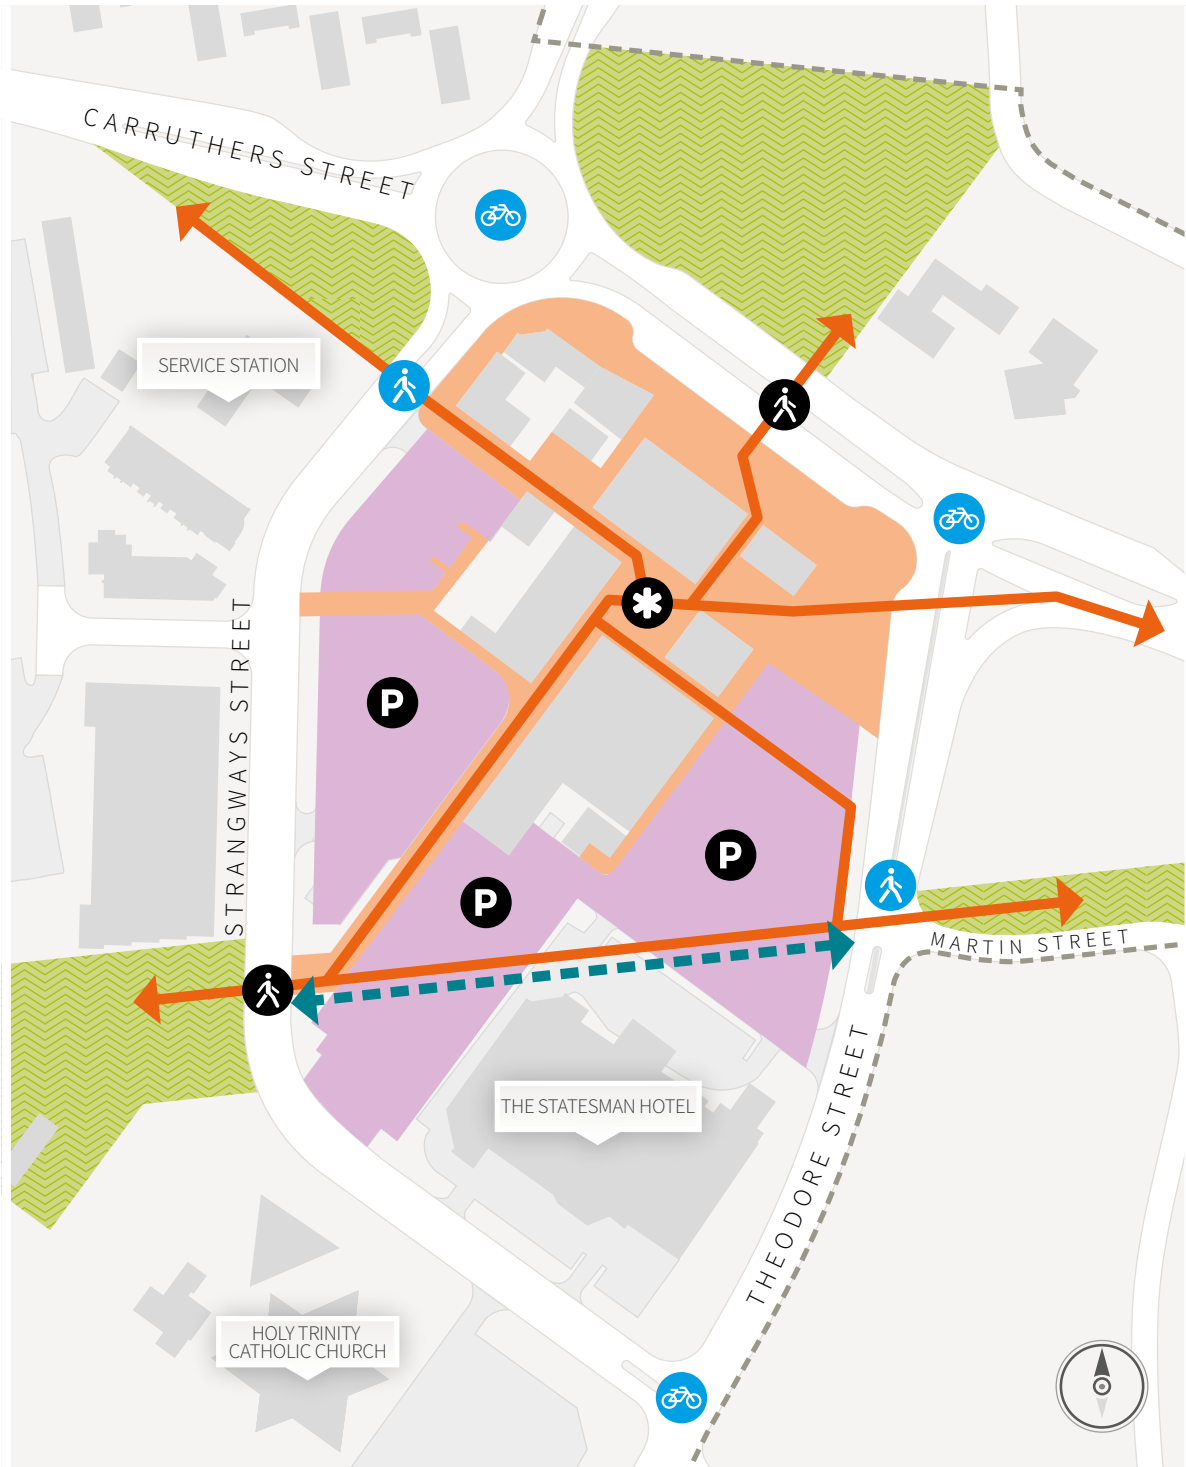 CARRUTHERS STREET
SERVICE STATION
STRANGWAYS STREET
P
P
P
MARTIN STREET
THEODORE STREET
THE STATESMAN HOTEL
HOLY TRINITY
CATHOLIC CHURCH